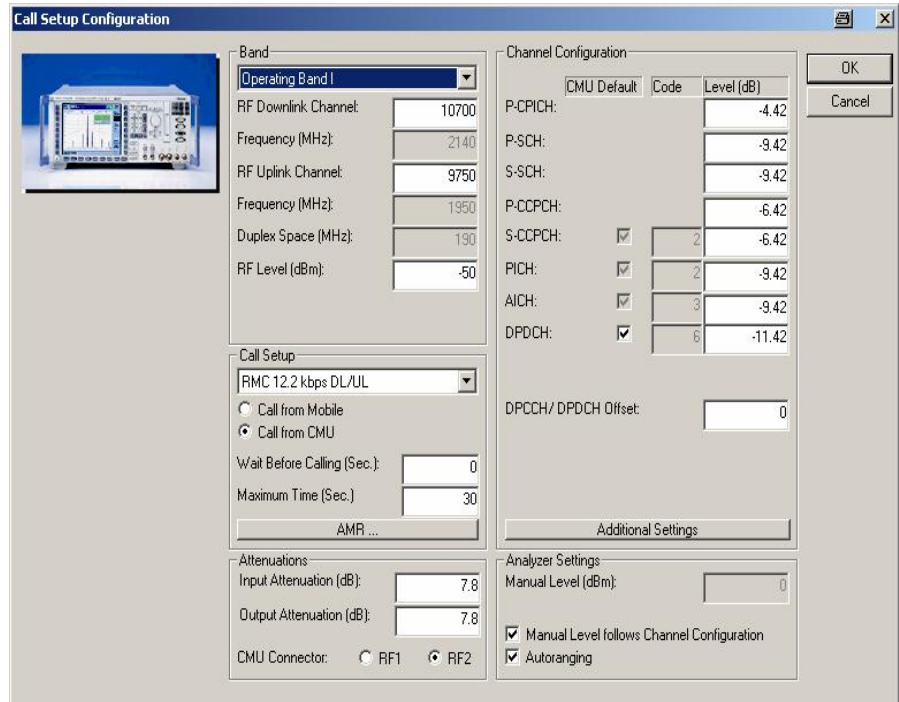 Call Setup Configuration
Band
Operating Band I
RF Downlink Channel: 10700
Frequency (MHz): 2140
RF Uplink Channel: 9750
Frequency (MHz): 1950
Duplex Space (MHz): 190
RF Level (dBm): -50
Call Setup
RMC 12.2 kbps DL/UL
Call from Mobile
Call from CMU
Wait Before Calling (Sec.): 0
Maximum Time (Sec.) 30
AMR ...
Attenuations
Input Attenuation (dB): 7.8
Output Attenuation (dB): 7.8
CMU Connector: RF1 RF2
Channel Configuration
CMU Default Code Level (dB)
P-CPICH: -4.42
P-SCH: -9.42
S-SCH: -9.42
P-CCPCH: -6.42
S-CCPCH: 2 -6.42
PICH: 2 -9.42
AICH: 3 -9.42
DPDCH: 6 -11.42
DPCCH/ DPDCH Offset: 0
Additional Settings
Analyzer Settings
Manual Level (dBm): 0
Manual Level follows Channel Configuration
Autoranging
OK
Cancel